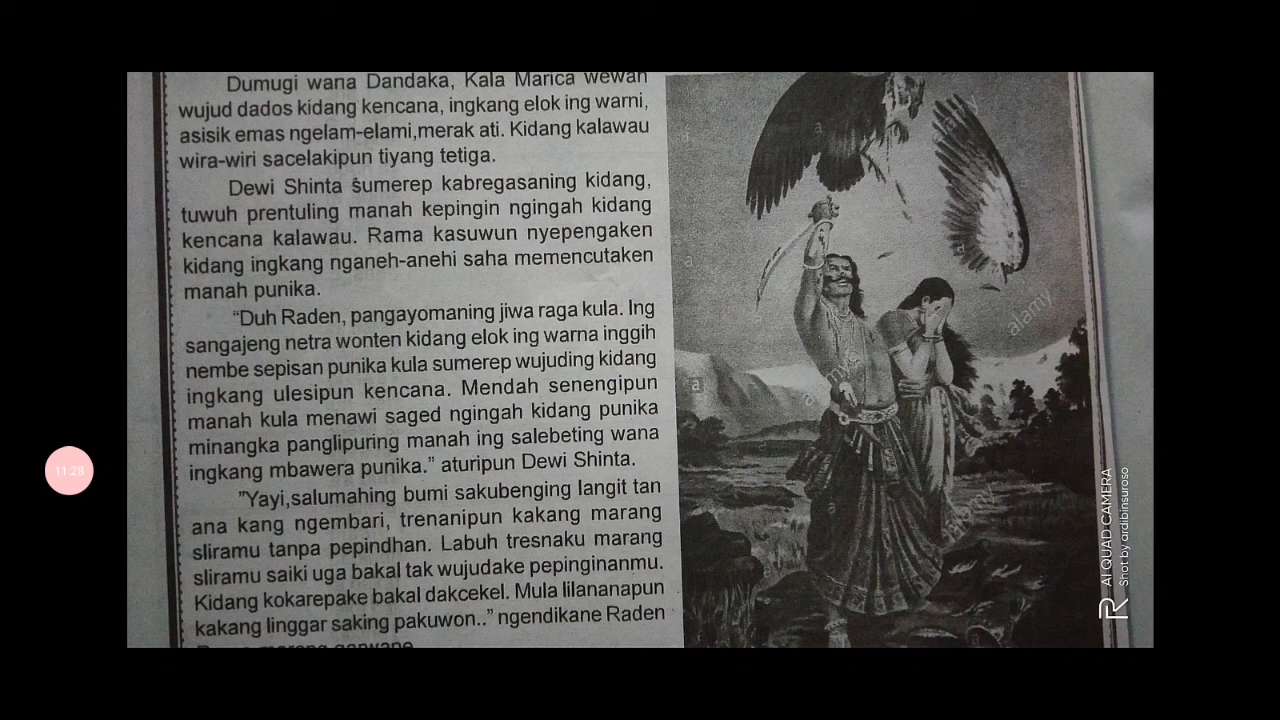 Dumugi wana Dandaka, Kala Marica wewah
wujud dados kidang kencana, ingkang elok ing warni,
asisik emas ngelam-elami,merak ati. Kidang kalawau
wira-wiri sacelakipun tiyang tetiga.
Dewi Shinta sumerep kabregasaning kidang,
tuwuh prentuling manah kepingin ngingah kidang
kencana kalawau. Rama kasuwun nyepengaken
kidang ingkang nganeh-anehi saha memencutaken
manah punika.
"Duh Raden, pangayomaning jiwa raga kula. Ing
sangajeng netra wonten kidang elok ing warna inggih
nembe sepisan punika kula sumerep wujuding kidang
ingkang ulesipun kencana. Mendah senengipun
manah kula menawi saged ngingah kidang punika
minangka panglipuring manah ing salebeting wana
ingkang mbawera punika." aturipun Dewi Shinta.
"Yayi,salumahing bumi sakubenging langit tan
ana kang ngembari, trenanipun kakang marang
sliramu tanpa pepindhan. Labuh tresnaku marang
sliramu saiki uga bakal tak wujudake pepinginanmu.
Kidang kokarepake bakal dakcekel. Mula lilananapun
kakang linggar saking pakuwon.." ngendikane Raden
marang garwane
a
a
a
a
a
a
alamy
alamy
alamy
11:28
AI QUAD CAMERA
Shot by ardibinsuroso